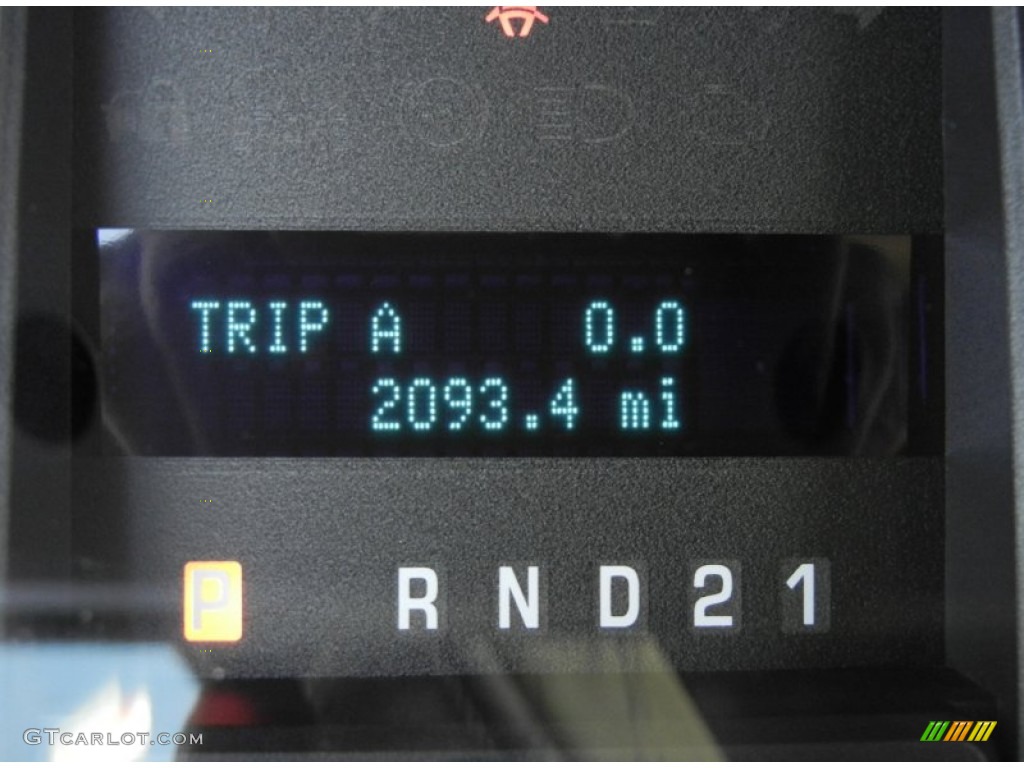 TRIP A 0.0
2093.4 mi
P R N D 2 1
GTCARLOT.COM